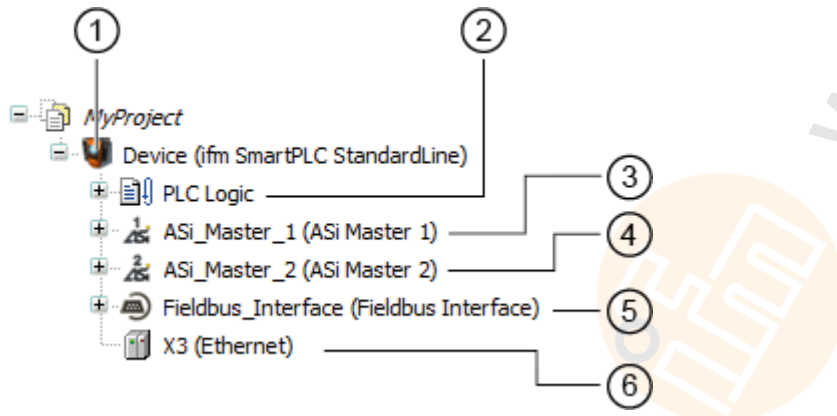 1 2
MyProject
Device (ifm SmartPLC StandardLine)
PLC Logic
3
ASi_Master_1 (ASi Master 1)
4
ASi_Master_2 (ASi Master 2)
Fieldbus_Interface (Fieldbus Interface)
5
X3 (Ethernet)
6